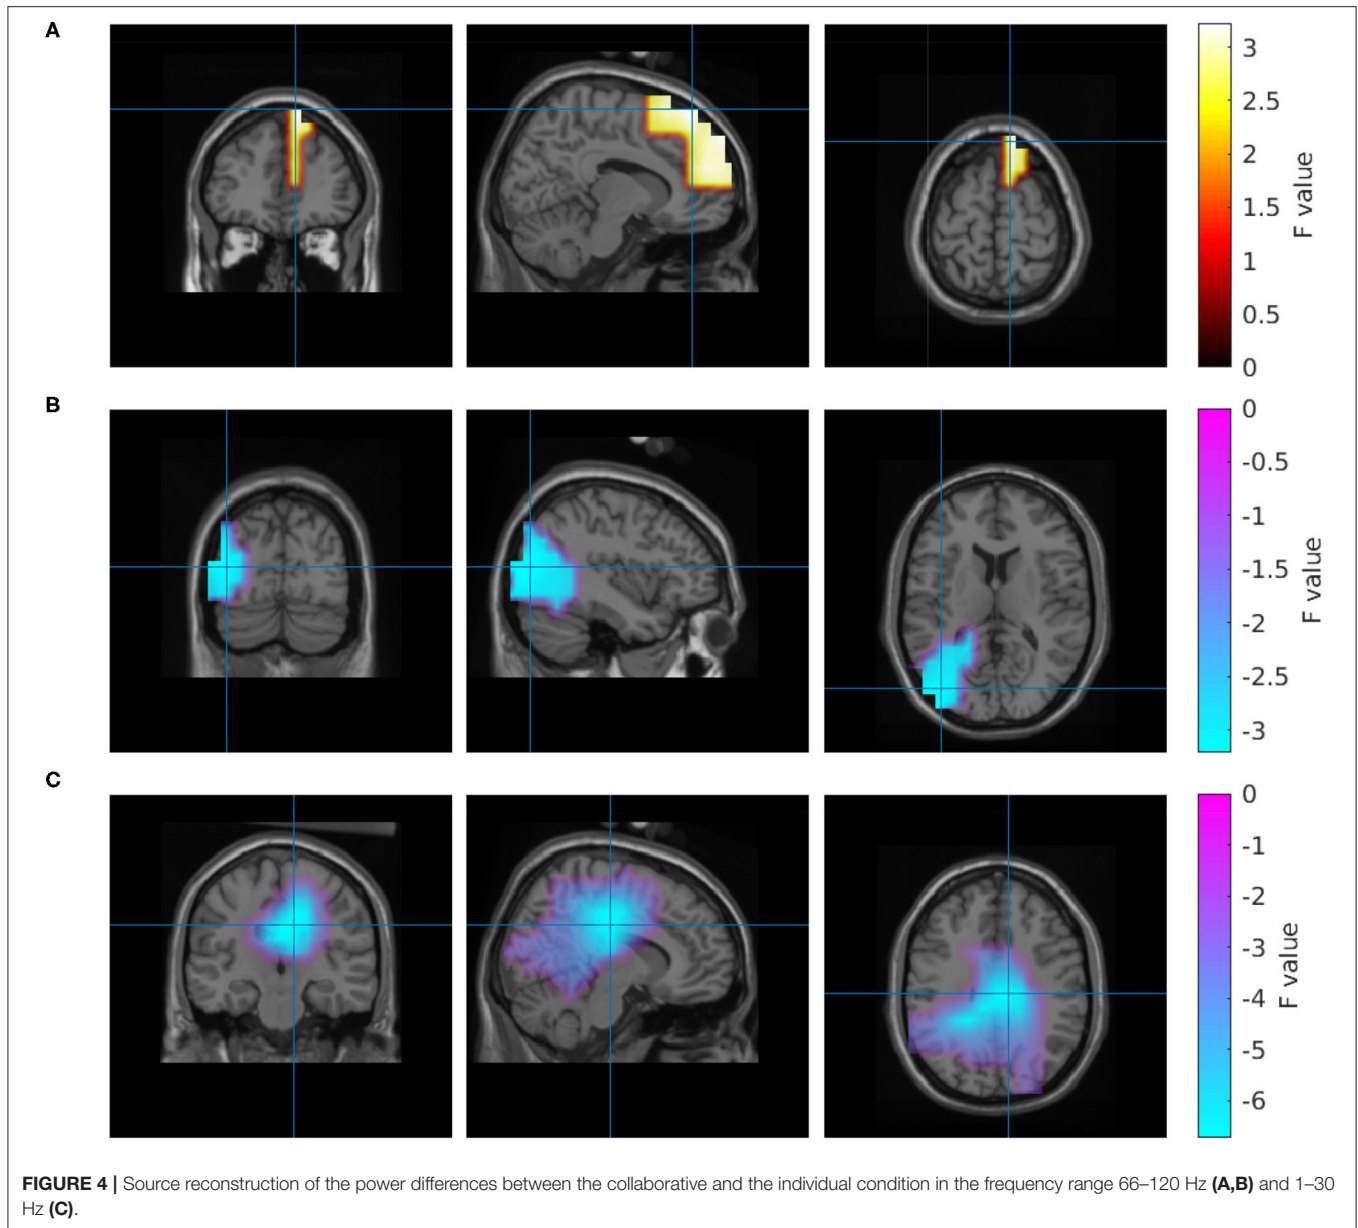 A
3
2.5
2
1.5
1
0.5
0
F value
B
0
-0.5
-1
-1.5
-2
-2.5
-3
F value
C
0
-1
-2
-3
-4
-5
-6
F value
FIGURE 4 | Source reconstruction of the power differences between the collaborative and the individual condition in the frequency range 66–120 Hz (A,B) and 1–30
Hz (C).